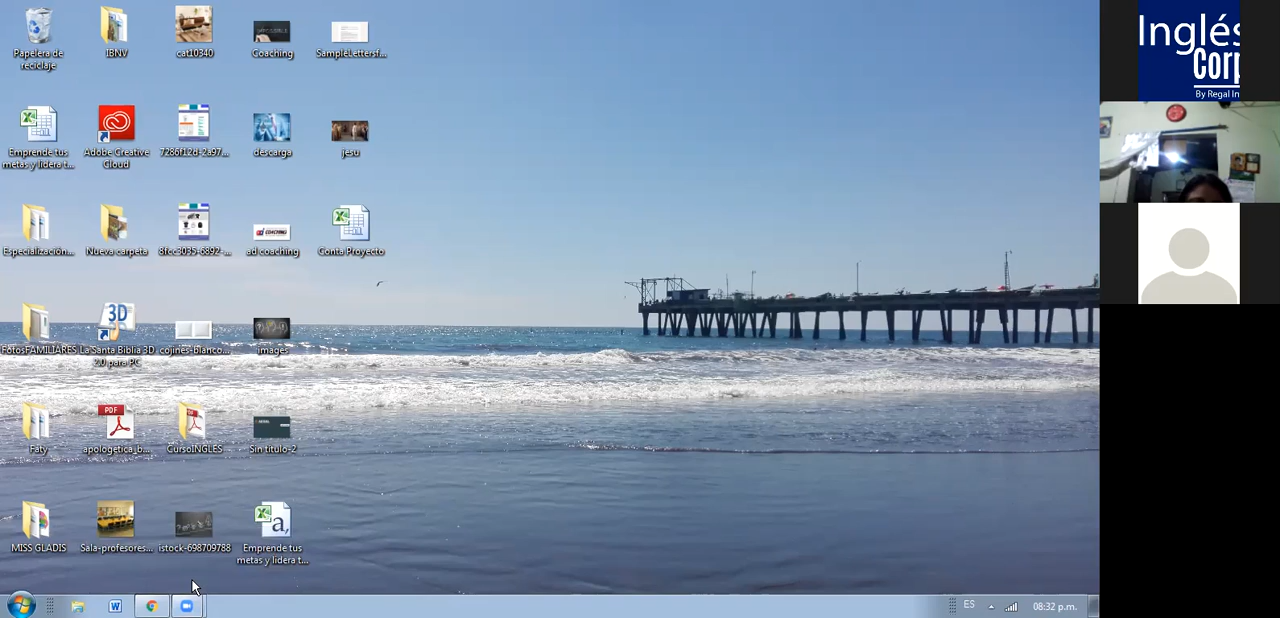 Papelera de
reciclaje
IBNV
cat10340
Coaching
SampleLettersf...
Emprende tus
metas y lidera t...
Adobe Creative
Cloud
7286f12d-2a97...
descarga
jesu
Especialización...
Nueva carpeta
8fcc3035-6892-...
ad coaching
Conta Proyecto
FotosFAMILIARES
3D
La Santa Biblia 3D
2.0 para PC
cojines-blanco...
images
Faty
PDF
apologetica_b...
CursoINGLES
Sin título-2
MISS GLADIS
Sala-profesores...
istock-698709788
a,
Emprende tus
metas y lidera t...
W
ES
08:32 p.m.
Inglés
Corp
By Regal In